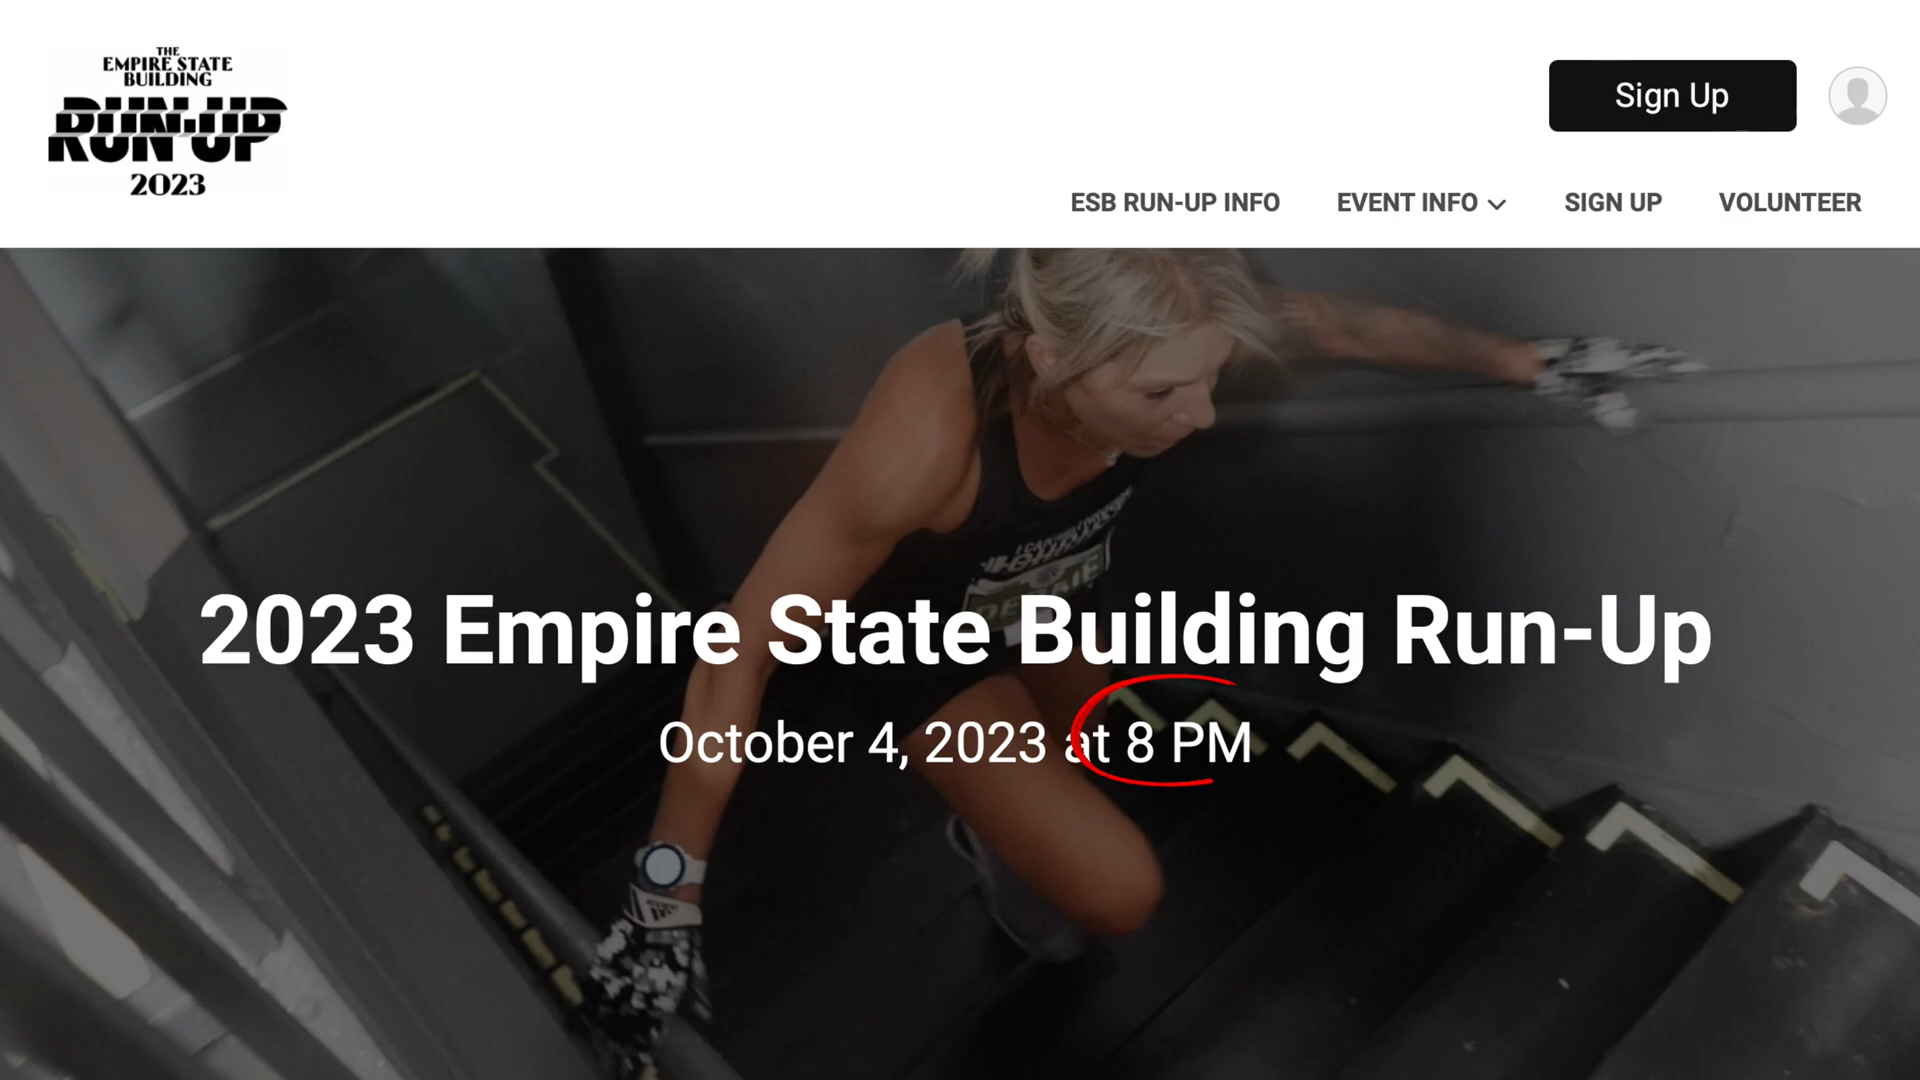 THE
EMPIRE STATE
BUILDING
RUN-UP
2023
Sign Up
ESB RUN-UP INFO
EVENT INFO
SIGN UP
VOLUNTEER
2023 Empire State Building Run-Up
October 4, 2023 at 8 PM